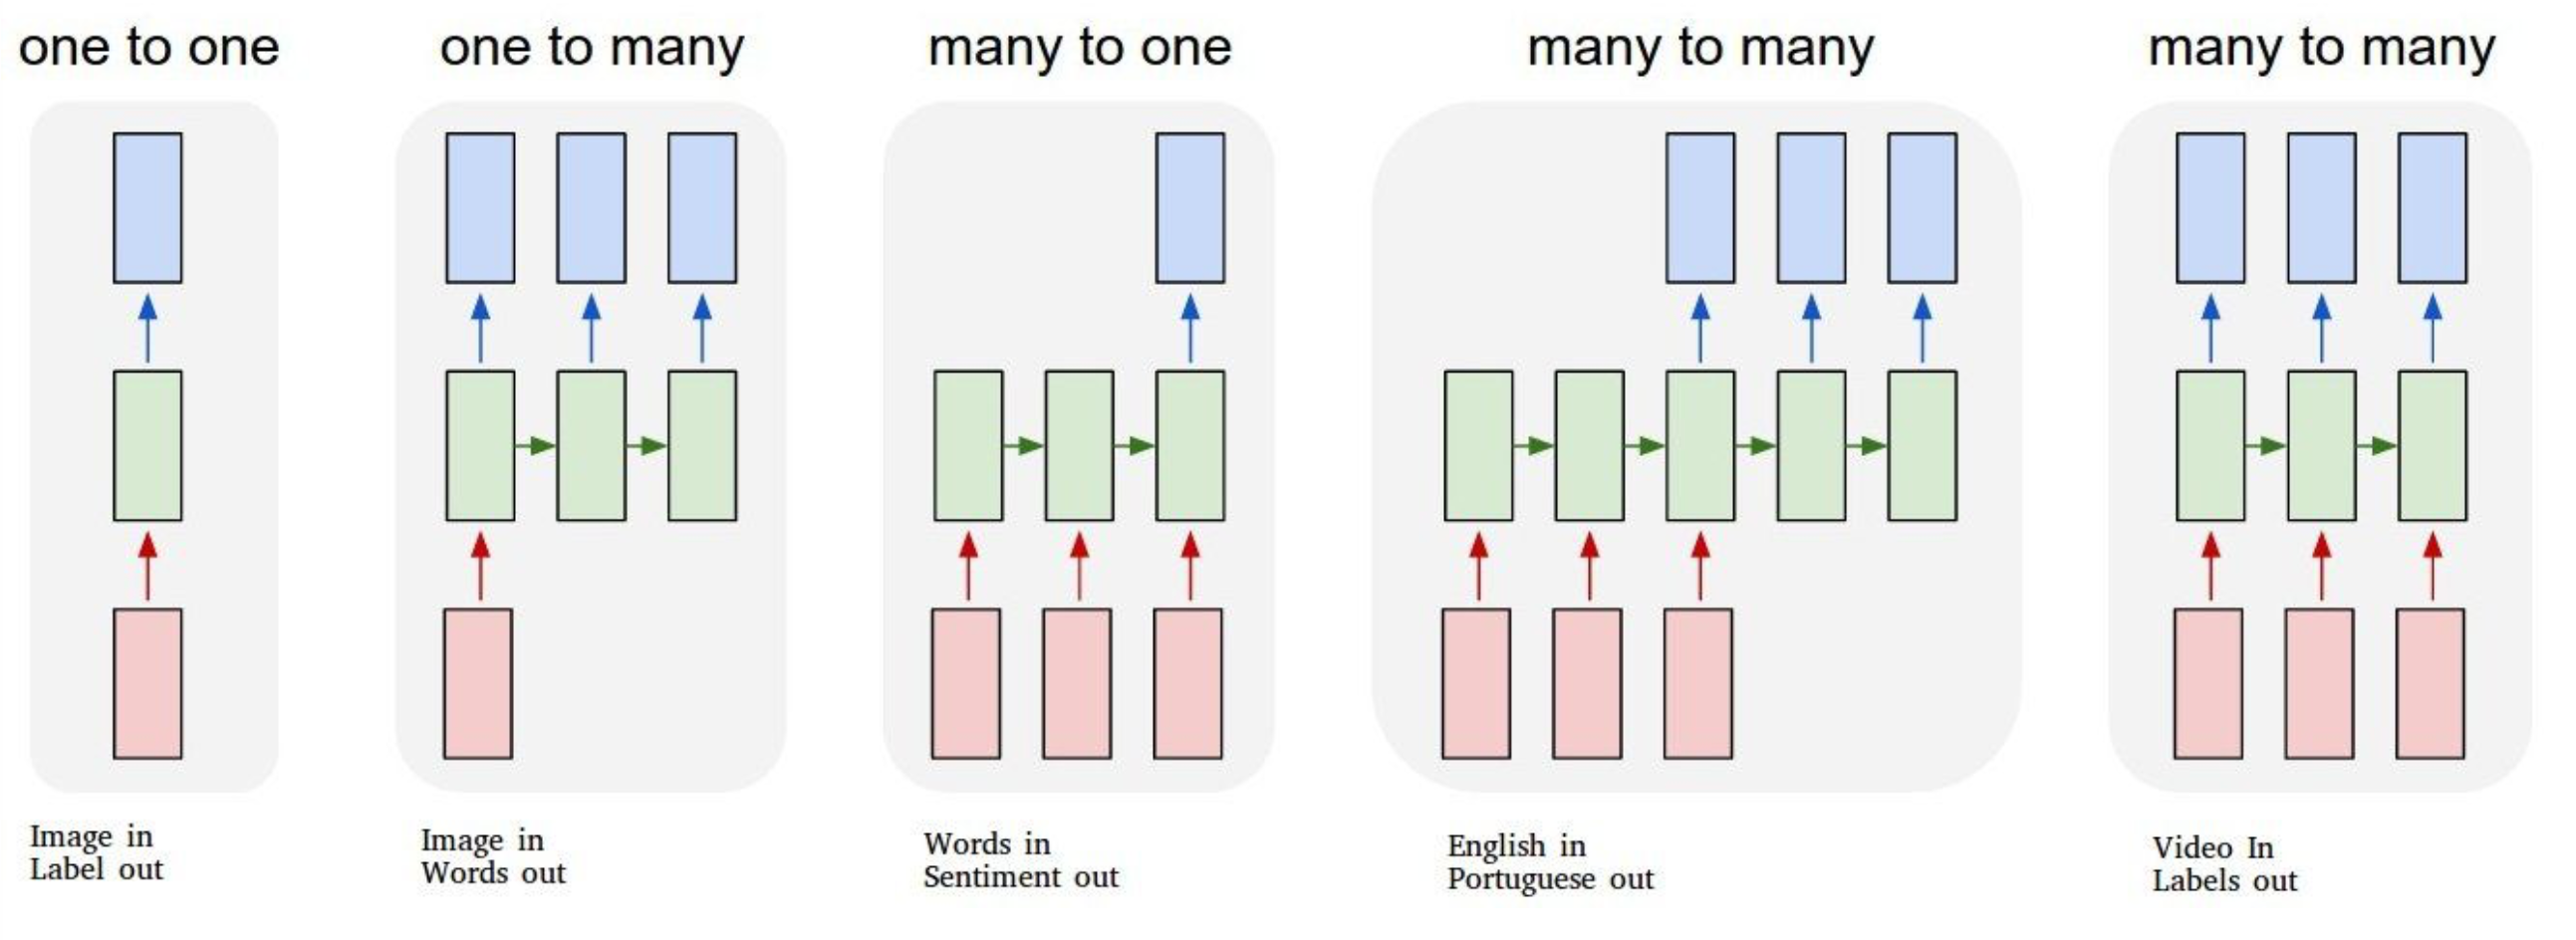 one to one
one to many
many to one
many to many
many to many
Image in
Label out
Image in
Words out
Words in
Sentiment out
English in
Portuguese out
Video In
Labels out